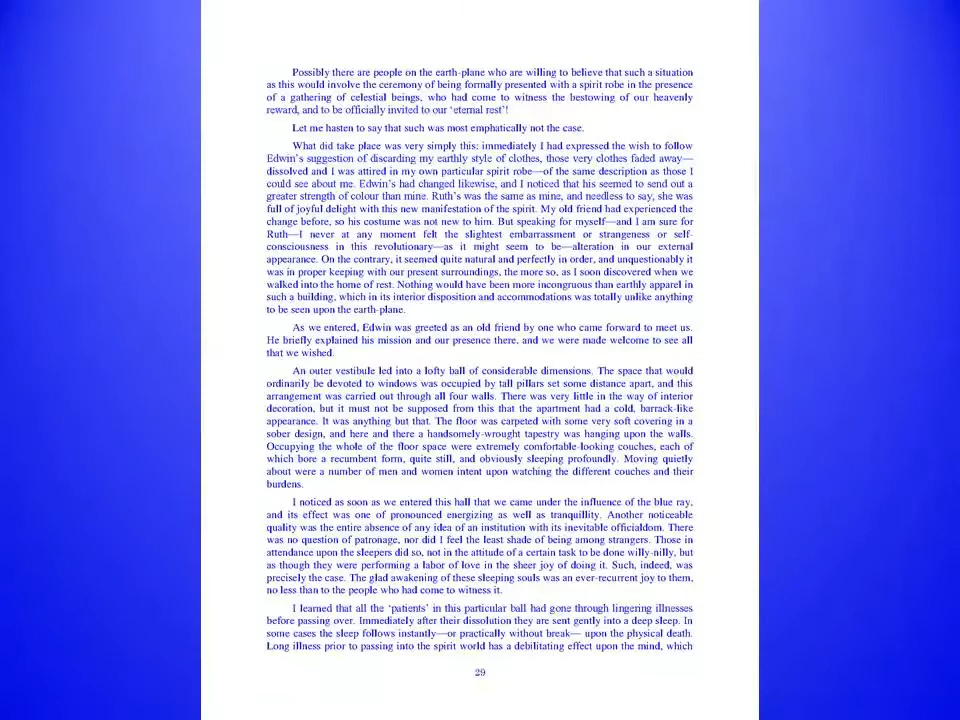 Possibly there are people on the earth-plane who are willing to believe that such a situation
as this would involve the ceremony of being formally presented with a spirit robe in the presence
of a gathering of celestial beings, who had come to witness the bestowing of our heavenly
reward, and to be officially invited to our ‘eternal rest’!
Let me hasten to say that such was most emphatically not the case.
What did take place was very simply this: immediately I had expressed the wish to follow
Edwin’s suggestion of discarding my earthly style of clothes, those very clothes faded away—
dissolved and I was attired in my own particular spirit robe—of the same description as those I
could see about me. Edwin’s had changed likewise, and I noticed that his seemed to send out a
greater strength of colour than mine. Ruth’s was the same as mine, and needless to say, she was
full of joyful delight with this new manifestation of the spirit. My old friend had experienced the
change before, so his costume was not new to him. But speaking for myself—and I am sure for
Ruth—I never at any moment felt the slightest embarrassment or strangeness or self-
consciousness in this revolutionary—as it might seem to be—alteration in our external
appearance. On the contrary, it seemed quite natural and perfectly in order, and unquestionably it
was in proper keeping with our present surroundings, the more so, as I soon discovered when we
walked into the home of rest. Nothing would have been more incongruous than earthly apparel in
such a building, which in its interior disposition and accommodations was totally unlike anything
to be seen upon the earth-plane.
As we entered, Edwin was greeted as an old friend by one who came forward to meet us.
He briefly explained his mission and our presence there, and we were made welcome to see all
that we wished.
An outer vestibule led into a lofty ball of considerable dimensions. The space that would
ordinarily be devoted to windows was occupied by tall pillars set some distance apart, and this
arrangement was carried out through all four walls. There was very little in the way of interior
decoration, but it must not be supposed from this that the apartment had a cold, barrack-like
appearance. It was anything but that. The floor was carpeted with some very soft covering in a
sober design, and here and there a handsomely-wrought tapestry was hanging upon the walls.
Occupying the whole of the floor space were extremely comfortable-looking couches, each of
which bore a recumbent form, quite still, and obviously sleeping profoundly. Moving quietly
about were a number of men and women intent upon watching the different couches and their
burdens.
I noticed as soon as we entered this hall that we came under the influence of the blue ray,
and its effect was one of pronounced energizing as well as tranquillity. Another noticeable
quality was the entire absence of any idea of an institution with its inevitable officialdom. There
was no question of patronage, nor did I feel the least shade of being among strangers. Those in
attendance upon the sleepers did so, not in the attitude of a certain task to be done willy-nilly, but
as though they were performing a labor of love in the sheer joy of doing it. Such, indeed, was
precisely the case. The glad awakening of these sleeping souls was an ever-recurrent joy to them,
no less than to the people who had come to witness it.
I learned that all the ‘patients’ in this particular ball had gone through lingering illnesses
before passing over. Immediately after their dissolution they are sent gently into a deep sleep. In
some cases the sleep follows instantly—or practically without break— upon the physical death.
Long illness prior to passing into the spirit world has a debilitating effect upon the mind, which
29